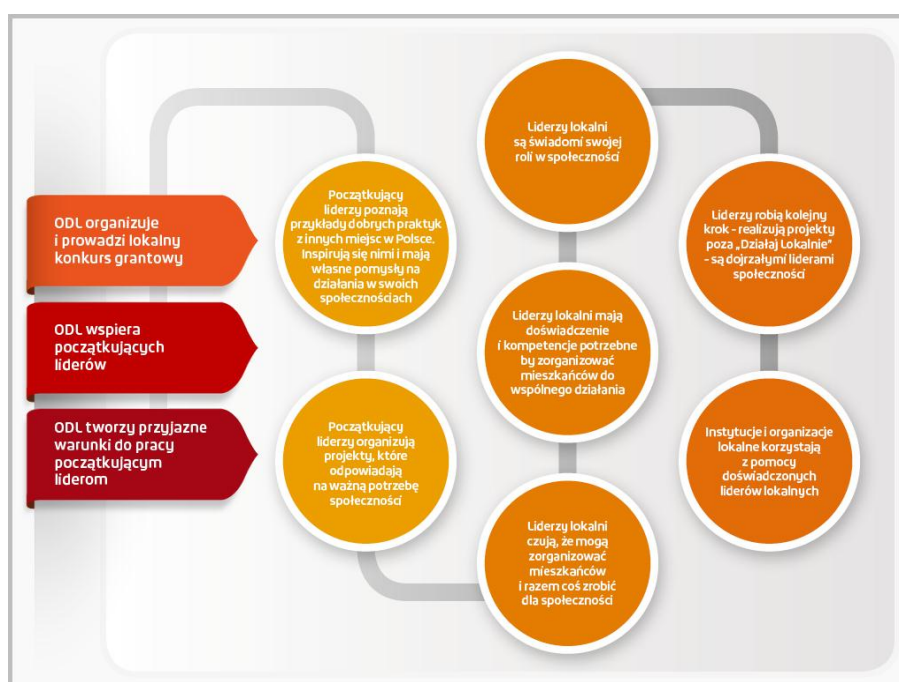 ODL organizuje
i prowadzi lokalny
konkurs grantowy
ODL wspiera
początkujących
liderów
ODL tworzy przyjazne
warunki do pracy
początkującym
liderom
Początkujący
liderzy poznają
przykłady dobrych praktyk
z innych miejsc w Polsce.
Inspirują się nimi i mają
własne pomysły na
działania w swoich
społecznościach
Początkujący
liderzy organizują
projekty, które
odpowiadają
na ważną potrzebę
społeczności
Liderzy lokalni
czują, że mogą
zorganizować
mieszkańców
i razem coś zrobić
dla społeczności
Liderzy lokalni mają
doświadczenie
i kompetencje potrzebne
by zorganizować
mieszkańców do
wspólnego działania
Liderzy lokalni
są świadomi swojej
roli w społeczności
Liderzy robią kolejny
krok - realizują projekty
poza „Działaj Lokalnie”
- są dojrzałymi liderami
społeczności
Instytucje i organizacje
lokalne korzystają
z pomocy
doświadczonych
liderów lokalnych